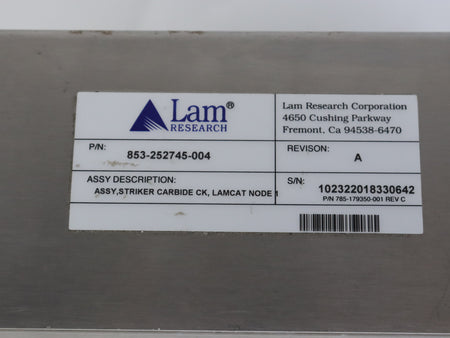 Lam®
RESEARCH
Lam Research Corporation
4650 Cushing Parkway
Fremont, Ca 94538-6470
P/N:
853-252745-004
REVISON:
A
ASSY DESCRIPTION:
ASSY,STRIKER CARBIDE CK, LAMCAT NODE 1
S/N:
102322018330642
P/N 785-179350-001 REV C